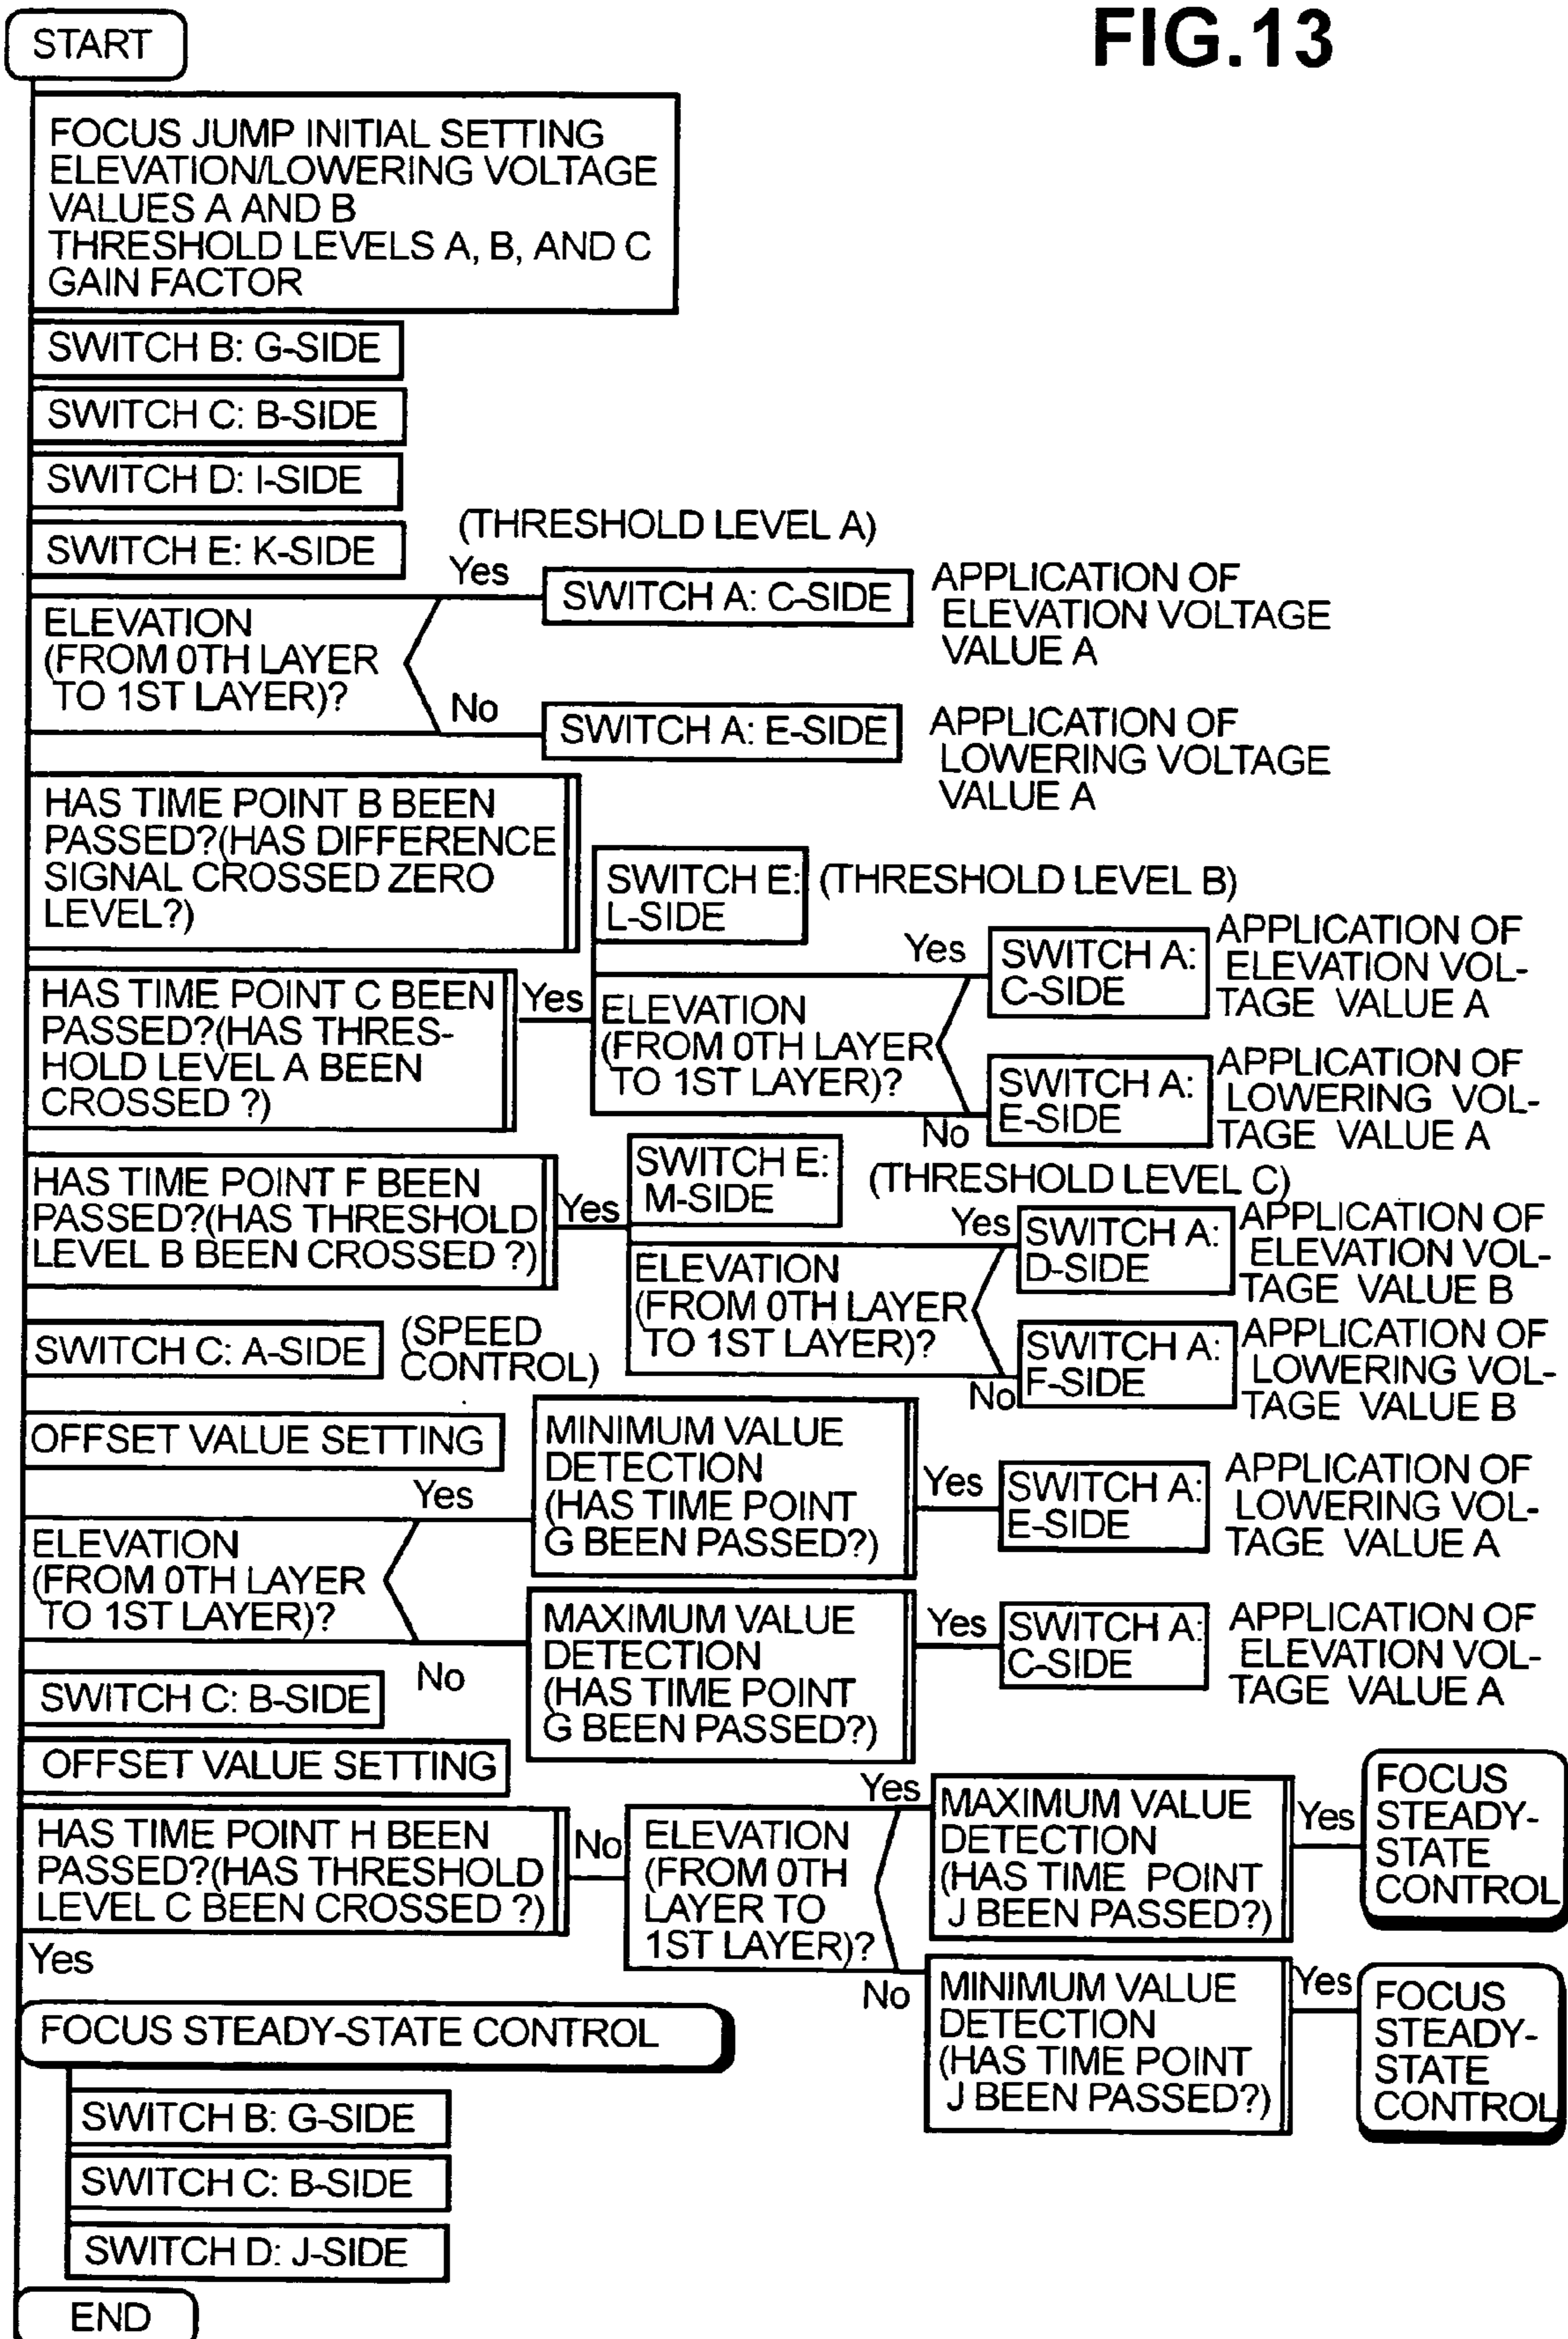 FIG.13
START
FOCUS JUMP INITIAL SETTING
ELEVATION/LOWERING VOLTAGE
VALUES A AND B
THRESHOLD LEVELS A, B, AND C
GAIN FACTOR
SWITCH B: G-SIDE
SWITCH C: B-SIDE
SWITCH D: I-SIDE
SWITCH E: K-SIDE
(THRESHOLD LEVEL A)
ELEVATION
(FROM 0TH LAYER
TO 1ST LAYER)?
Yes
SWITCH A: C-SIDE
APPLICATION OF
ELEVATION VOLTAGE
VALUE A
No
SWITCH A: E-SIDE
APPLICATION OF
LOWERING VOLTAGE
VALUE A
HAS TIME POINT B BEEN
PASSED?(HAS DIFFERENCE
SIGNAL CROSSED ZERO
LEVEL?)
HAS TIME POINT C BEEN
PASSED?(HAS THRES-
HOLD LEVEL A BEEN
CROSSED ?)
Yes
SWITCH E:
L-SIDE
(THRESHOLD LEVEL B)
ELEVATION
(FROM 0TH LAYER
TO 1ST LAYER)?
Yes
SWITCH A:
C-SIDE
APPLICATION OF
ELEVATION VOL-
TAGE VALUE A
No
SWITCH A:
E-SIDE
APPLICATION OF
LOWERING VOL-
TAGE VALUE A
HAS TIME POINT F BEEN
PASSED?(HAS THRESHOLD
LEVEL B BEEN CROSSED ?)
Yes
SWITCH E:
M-SIDE
(THRESHOLD LEVEL C)
ELEVATION
(FROM 0TH LAYER
TO 1ST LAYER)?
Yes
SWITCH A:
D-SIDE
APPLICATION OF
ELEVATION VOL-
TAGE VALUE B
No
SWITCH A:
F-SIDE
APPLICATION OF
LOWERING VOL-
TAGE VALUE B
SWITCH C: A-SIDE
(SPEED
CONTROL)
OFFSET VALUE SETTING
ELEVATION
(FROM 0TH LAYER
TO 1ST LAYER)?
Yes
MINIMUM VALUE
DETECTION
(HAS TIME POINT
G BEEN PASSED?)
Yes
SWITCH A:
E-SIDE
APPLICATION OF
LOWERING VOL-
TAGE VALUE A
No
MAXIMUM VALUE
DETECTION
(HAS TIME POINT
G BEEN PASSED?)
Yes
SWITCH A:
C-SIDE
APPLICATION OF
ELEVATION VOL-
TAGE VALUE A
SWITCH C: B-SIDE
OFFSET VALUE SETTING
HAS TIME POINT H BEEN
PASSED?(HAS THRESHOLD
LEVEL C BEEN CROSSED ?)
No
ELEVATION
(FROM 0TH
LAYER TO
1ST LAYER)?
Yes
MAXIMUM VALUE
DETECTION
(HAS TIME POINT
J BEEN PASSED?)
Yes
FOCUS
STEADY-
STATE
CONTROL
No
MINIMUM VALUE
DETECTION
(HAS TIME POINT
J BEEN PASSED?)
Yes
FOCUS
STEADY-
STATE
CONTROL
Yes
FOCUS STEADY-STATE CONTROL
SWITCH B: G-SIDE
SWITCH C: B-SIDE
SWITCH D: J-SIDE
END